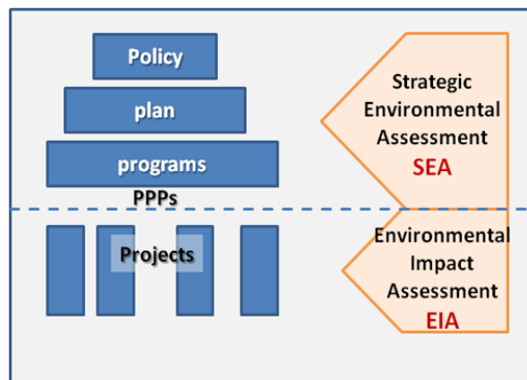 Policy
plan
programs
PPPs
Projects
Strategic
Environmental
Assessment
SEA
Environmental
Impact
Assessment
EIA